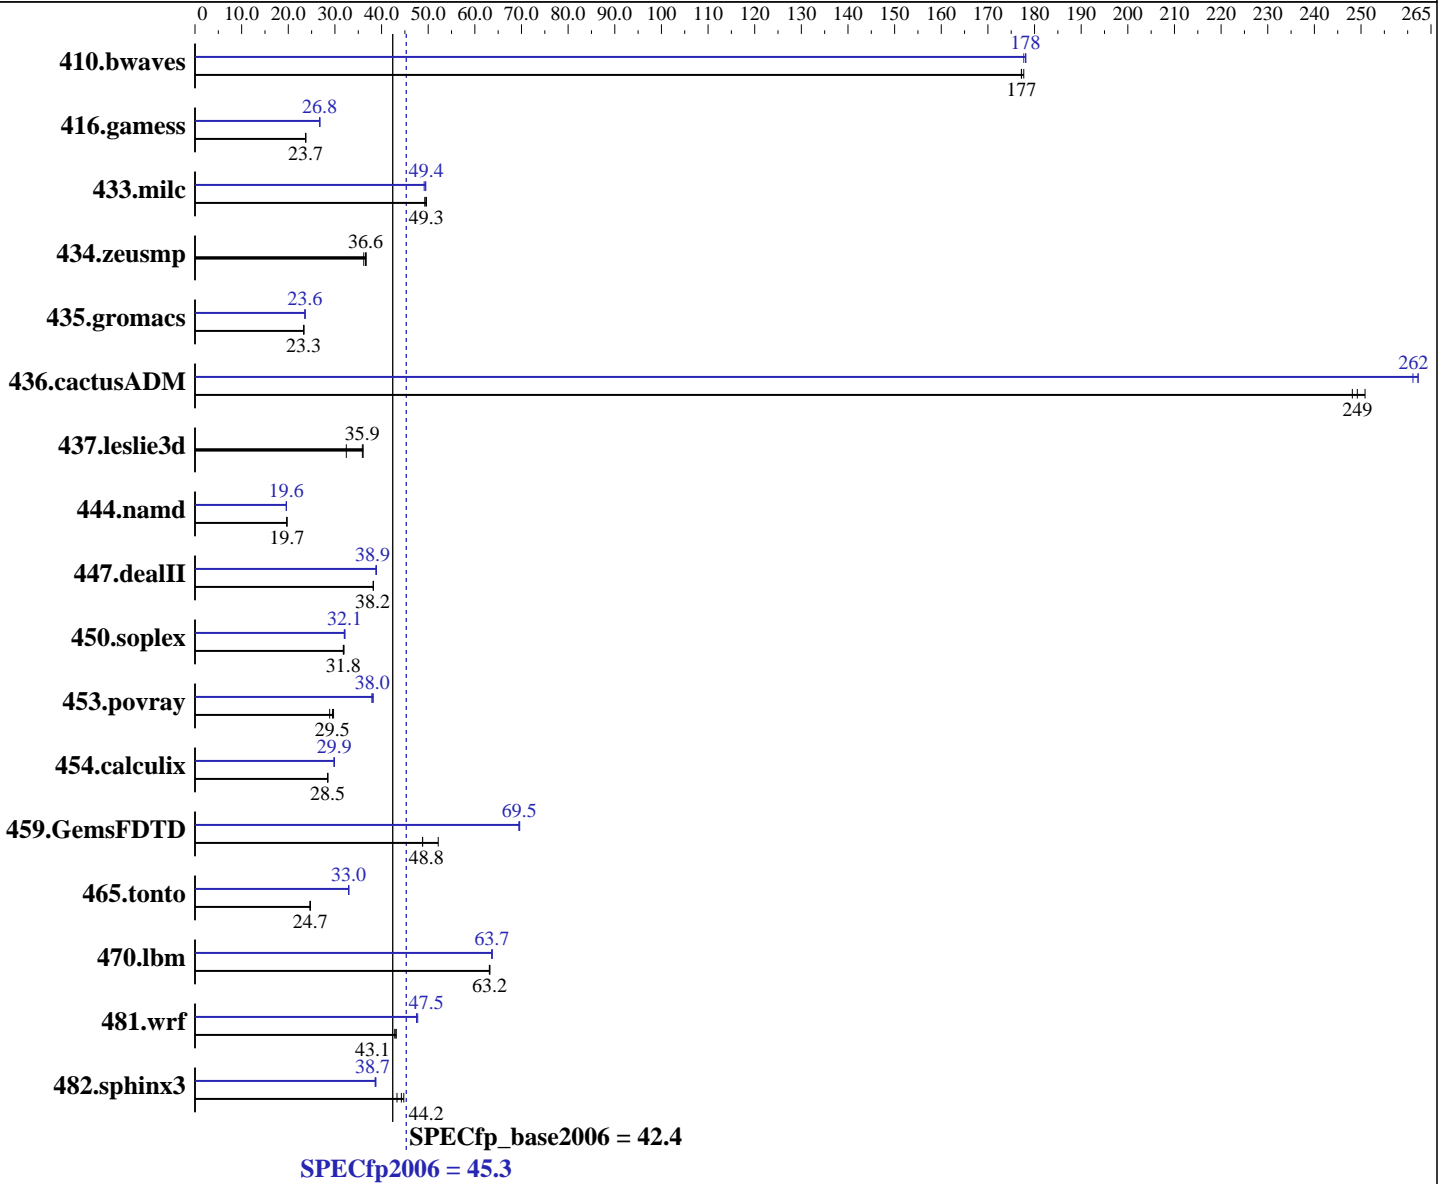 0 10.0 20.0 30.0 40.0 50.0 60.0 70.0 80.0 90.0 100 110 120 130 140 150 160 170 180 190 200 210 220 230 240 250 265
178
410.bwaves
177
26.8
416.gamess
23.7
49.4
433.milc
49.3
36.6
434.zeusmp
23.6
435.gromacs
23.3
262
436.cactusADM
249
35.9
437.leslie3d
19.6
444.namd
19.7
38.9
447.dealII
38.2
32.1
450.soplex
31.8
38.0
453.povray
29.5
29.9
454.calculix
28.5
69.5
459.GemsFDTD
48.8
33.0
465.tonto
24.7
63.7
470.lbm
63.2
47.5
481.wrf
43.1
38.7
482.sphinx3
44.2
SPECfp_base2006 = 42.4
SPECfp2006 = 45.3